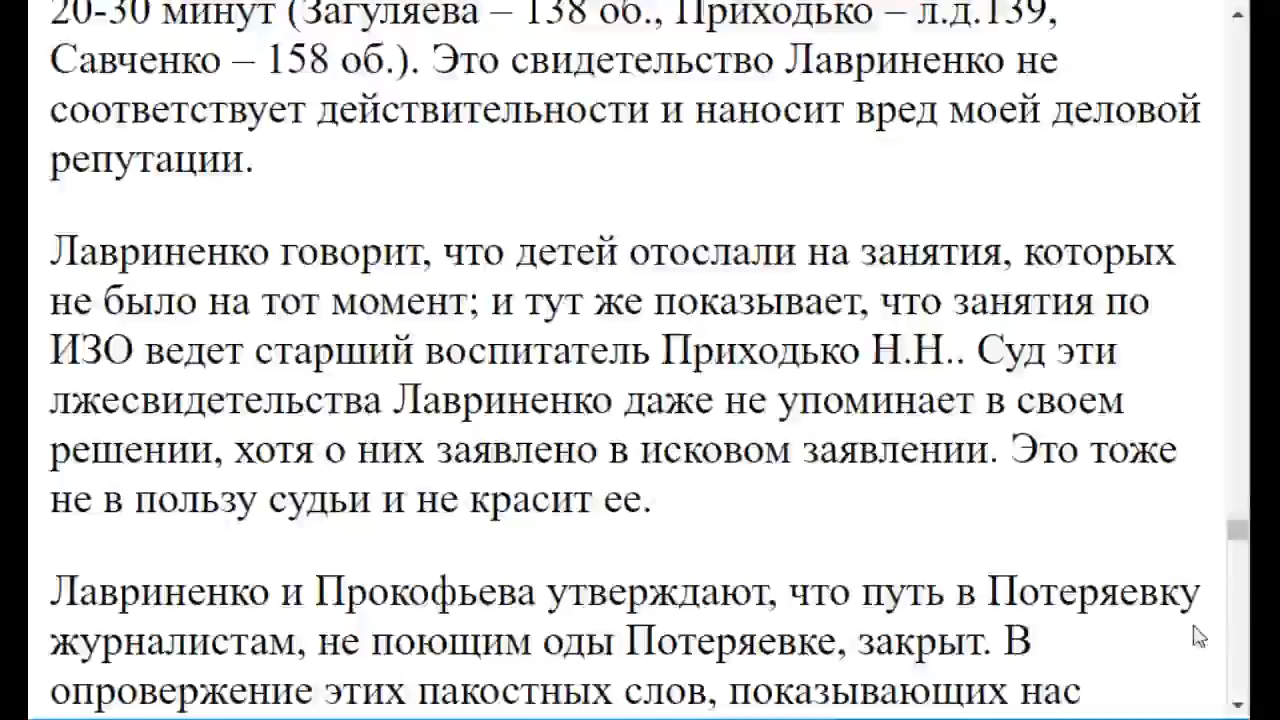 20-30 минут (Загуляева – 138 об., Приходько – л.д.139,
Савченко – 158 об.). Это свидетельство Лавриненко не
соответствует действительности и наносит вред моей деловой
репутации.
Лавриненко говорит, что детей отослали на занятия, которых
не было на тот момент; и тут же показывает, что занятия по
ИЗО ведет старший воспитатель Приходько Н.Н.. Суд эти
лжесвидетельства Лавриненко даже не упоминает в своем
решении, хотя о них заявлено в исковом заявлении. Это тоже
не в пользу судьи и не красит ее.
Лавриненко и Прокофьева утверждают, что путь в Потеряевку
журналистам, не поющим оды Потеряевке, закрыт. В
опровержение этих пакостных слов, показывающих нас